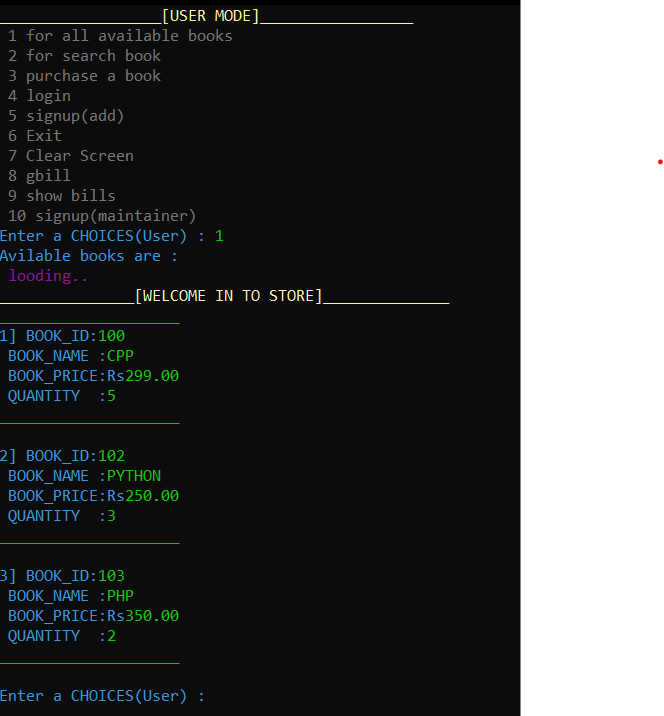 __________________[USER MODE]_________________
1 for all available books
2 for search book
3 purchase a book
4 login
5 signup(add)
6 Exit
7 Clear Screen
8 gbill
9 show bills
10 signup(maintainer)
Enter a CHOICES(User) : 1
Avilable books are :
looding..
_______________[WELCOME IN TO STORE]______________
____________________
1] BOOK_ID:100
BOOK_NAME :CPP
BOOK_PRICE:Rs299.00
QUANTITY  :5
____________________
2] BOOK_ID:102
BOOK_NAME :PYTHON
BOOK_PRICE:Rs250.00
QUANTITY  :3
____________________
3] BOOK_ID:103
BOOK_NAME :PHP
BOOK_PRICE:Rs350.00
QUANTITY  :2
____________________
Enter a CHOICES(User) :